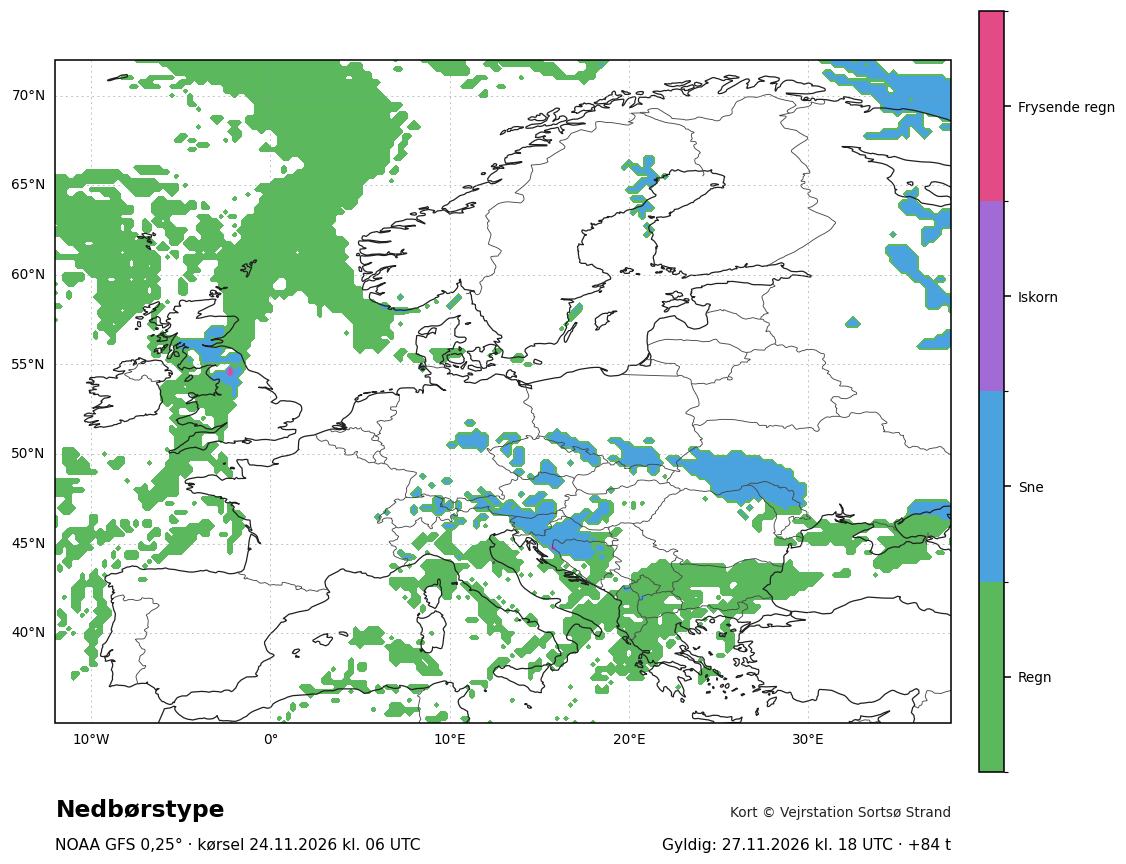 70°N
65°N
60°N
55°N
50°N
45°N
40°N
10°W
0°
10°E
20°E
30°E
Frysende regn
Iskorn
Sne
Regn
Nedbørstype
Kort © Vejrstation Sortsø Strand
NOAA GFS 0,25° · kørsel 24.11.2026 kl. 06 UTC
Gyldig: 27.11.2026 kl. 18 UTC · +84 t